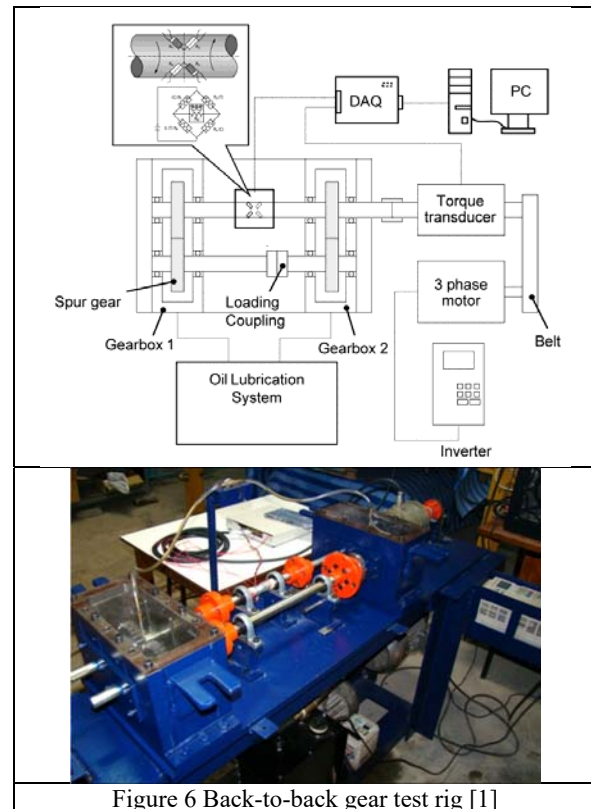 DAQ
PC
Torque
transducer
3 phase
motor
Spur gear
Loading
Coupling
Gearbox 1
Gearbox 2
Belt
Oil Lubrication
System
Inverter
Figure 6 Back-to-back gear test rig [1]